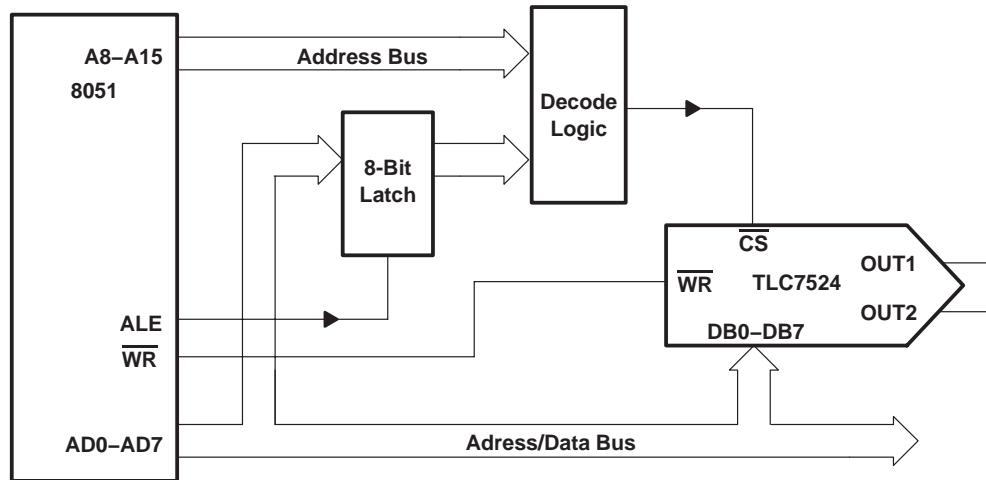 A8–A15
8051
Address Bus
Decode
Logic
8-Bit
Latch
CS
WR
TLC7524
OUT1
OUT2
DB0–DB7
ALE
WR
AD0–AD7
Adress/Data Bus